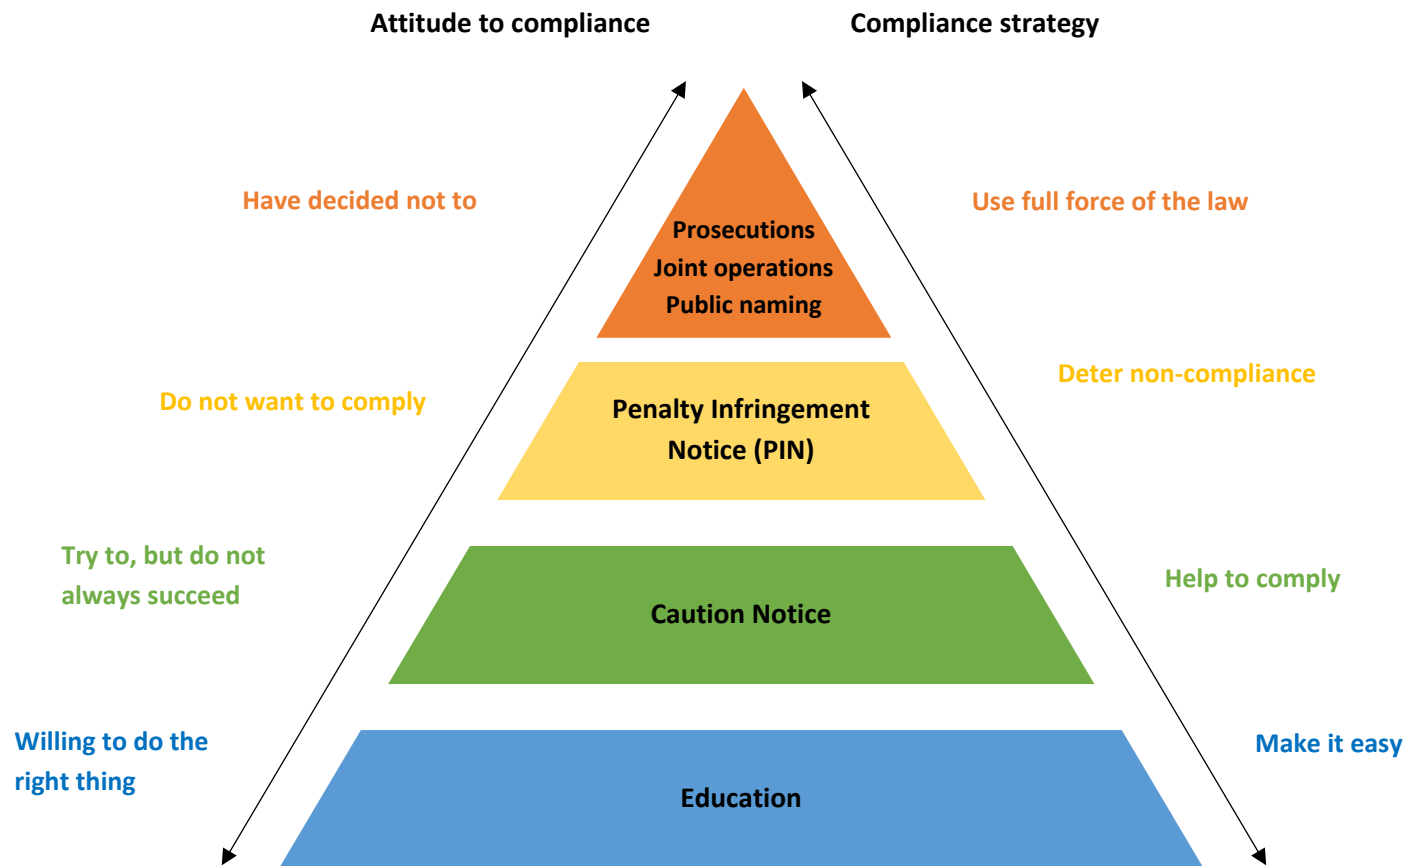 Attitude to compliance
Compliance strategy
Have decided not to
Prosecutions
Joint operations
Public naming
Use full force of the law
Do not want to comply
Penalty Infringement
Notice (PIN)
Deter non-compliance
Try to, but do not
always succeed
Caution Notice
Help to comply
Willing to do the
right thing
Education
Make it easy